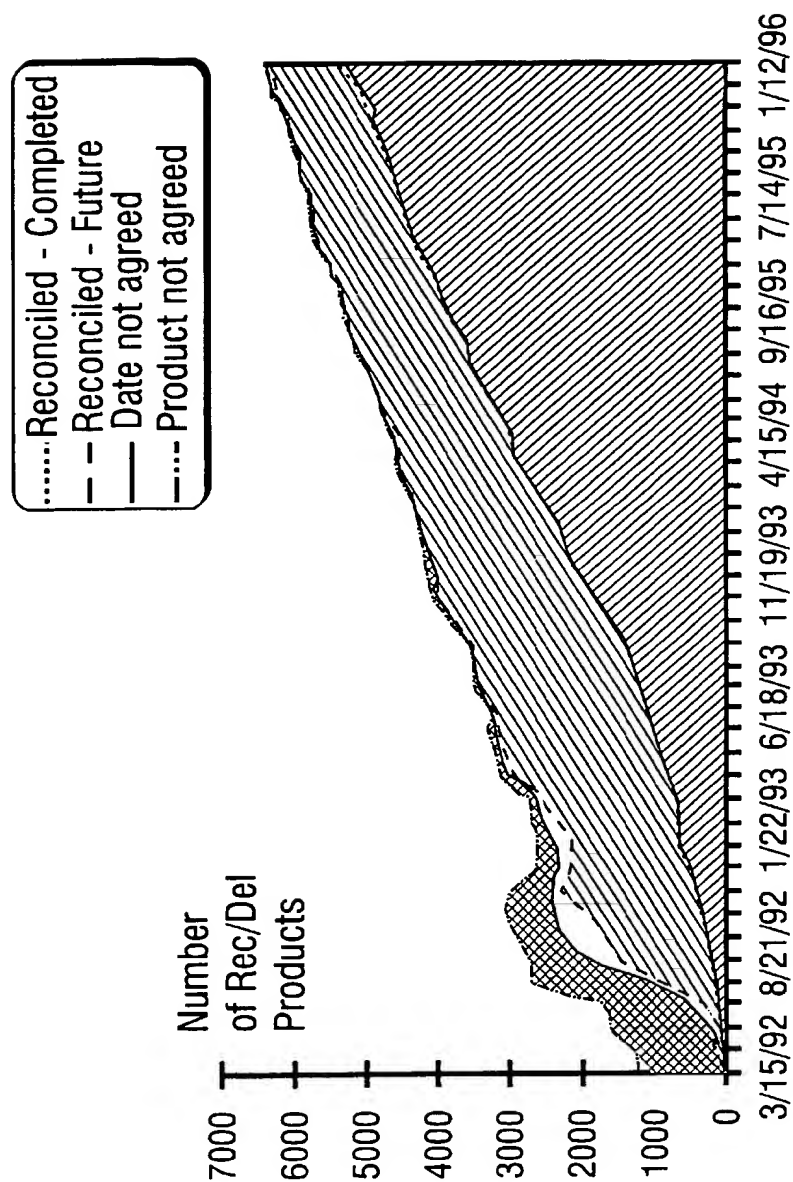 Reconciled - Completed
Reconciled - Future
Date not agreed
Product not agreed
Number
of Rec/Del
Products
7000
6000
5000
4000
3000
2000
1000
0
3/15/92 8/21/92 1/22/93 6/18/93 11/19/93 4/15/94 9/16/95 7/14/95 1/12/96